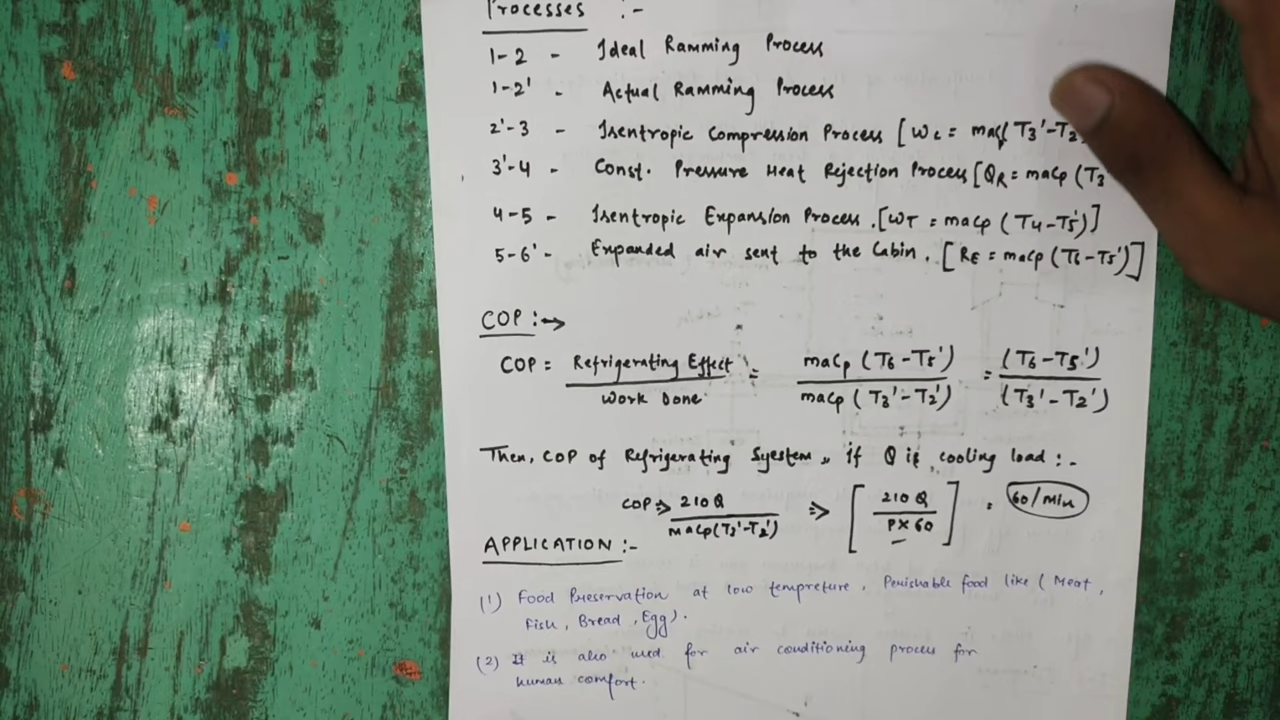 Processes :-
1-2 - Ideal Ramming Process
1-2' - Actual Ramming Process
2'-3 - Isentropic Compression Process [Wc = macp( T3'-T2
3'-4 - Const. Pressure Heat Rejection Process [QR = macp (T3
4-5 - Isentropic Expansion Process. [WT = macp (T4-T5')]
5-6' - Expanded air sent to the Cabin. [RE = macp (T6-T5')]
COP :→
COP = Refrigerating Effect / Work Done = macp (T6-T5') / macp (T3'-T2') = (T6-T5') / (T3'-T2')
Then, COP of Refrigerating Syestem, if Q is cooling load :-
COP ⇒ 210 Q / macp(T3'-T2') ⇒ [210 Q / P×60] . 60/min
APPLICATION :-
(1) Food Preservation at low tempreture, Perishable food like ( Meat,
Fish, Bread, Egg).
(2) It is also used for air conditioning process for
human comfort.